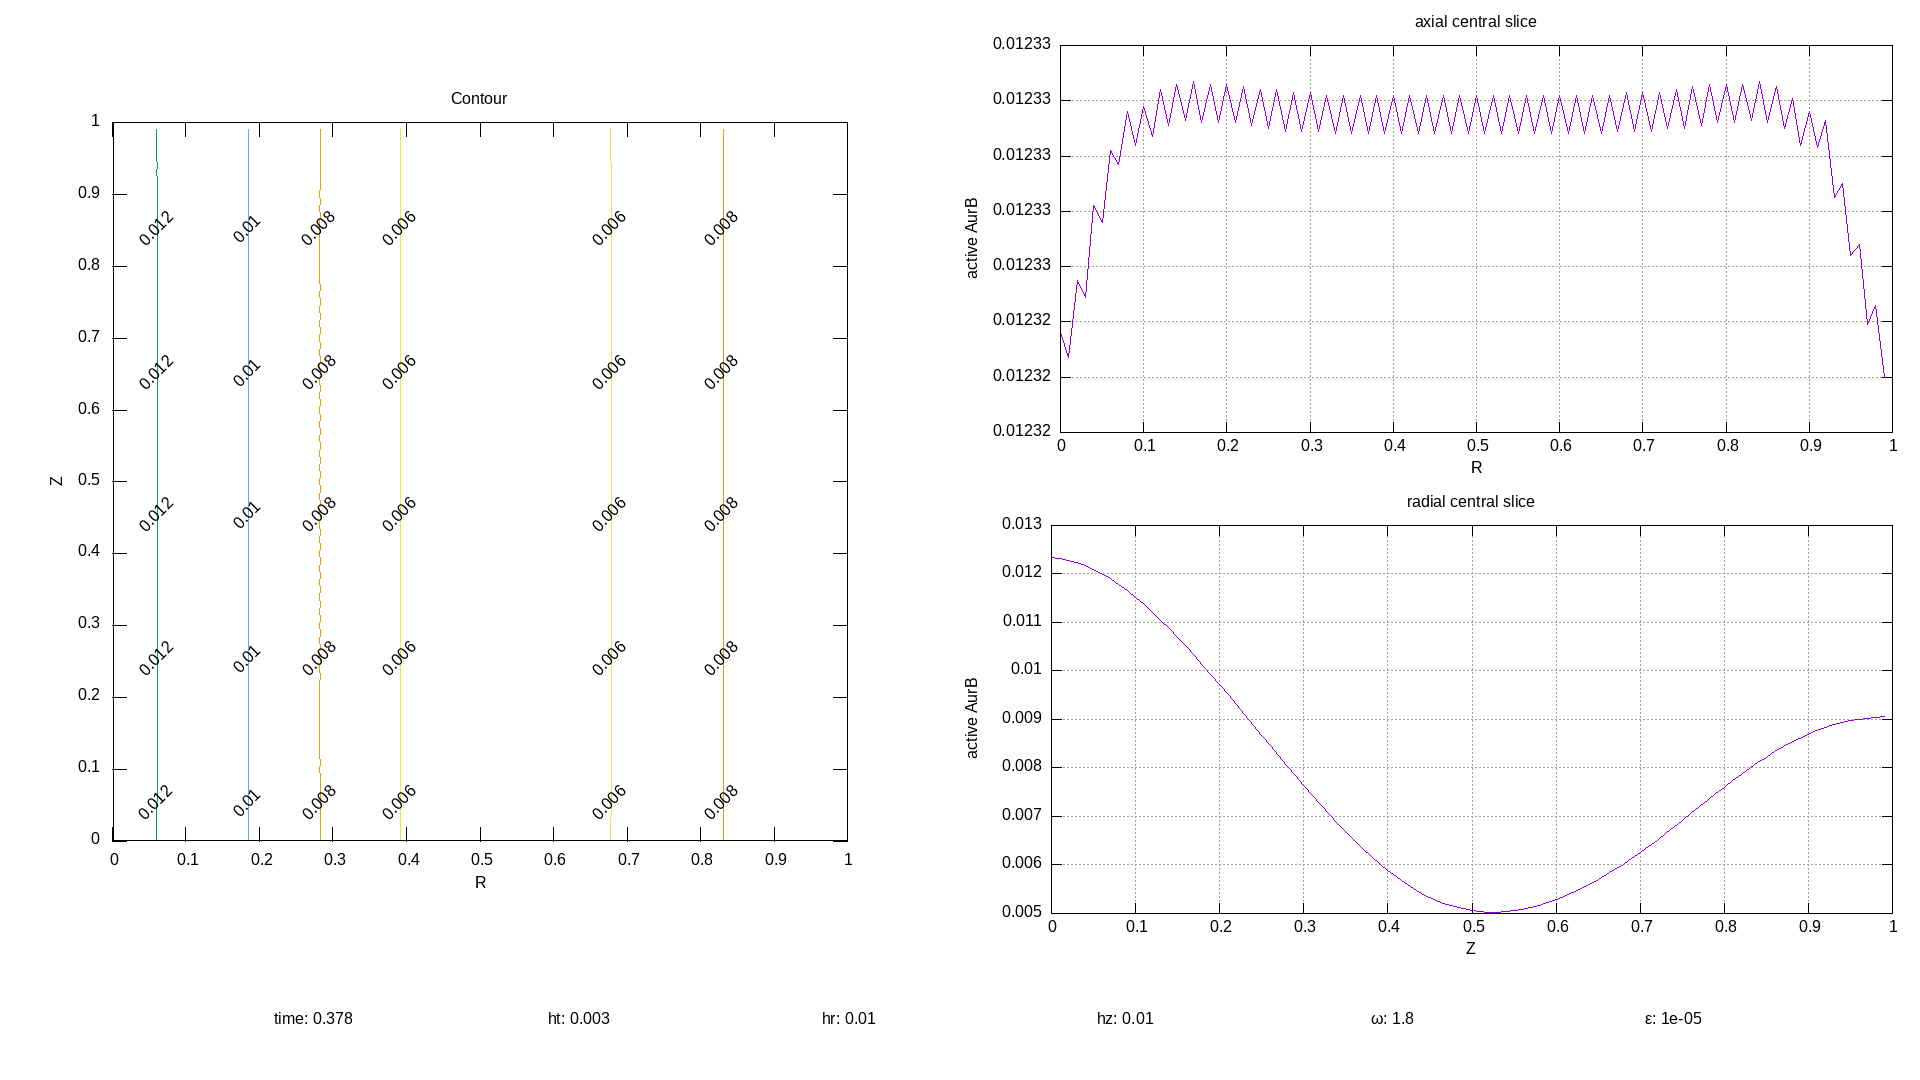 Contour
1
0.9
0.8
0.7
0.6
0.5
0.4
0.3
0.2
0.1
0
Z
0.012 0.01 0.008 0.006 0.006 0.008
0.012 0.01 0.008 0.006 0.006 0.008
0.012 0.01 0.008 0.006 0.006 0.008
0.012 0.01 0.008 0.006 0.006 0.008
0.012 0.01 0.008 0.006 0.006 0.008
0 0.1 0.2 0.3 0.4 0.5 0.6 0.7 0.8 0.9 1
R
axial central slice
0.01233
0.01233
0.01233
0.01233
0.01233
0.01232
0.01232
0.01232
active AurB
0 0.1 0.2 0.3 0.4 0.5 0.6 0.7 0.8 0.9 1
R
radial central slice
0.013
0.012
0.011
0.01
0.009
0.008
0.007
0.006
0.005
active AurB
0 0.1 0.2 0.3 0.4 0.5 0.6 0.7 0.8 0.9 1
Z
time: 0.378 ht: 0.003 hr: 0.01 hz: 0.01 ω: 1.8 ε: 1e-05